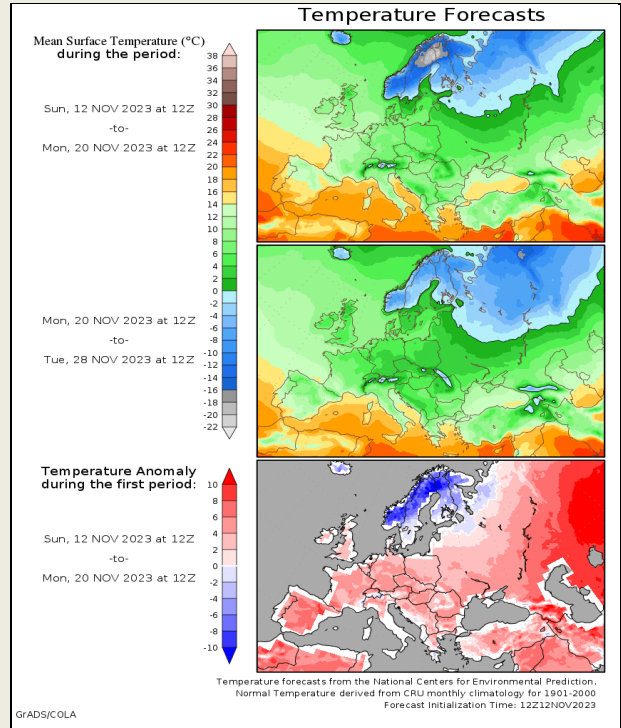 Temperature Forecasts
Mean Surface Temperature (°C)
during the period:
38
36
34
32
30
28
26
24
22
20
18
16
14
12
10
8
6
4
2
0
-2
-4
-6
-8
-10
-12
-14
-16
-18
-20
-22
Sun, 12 NOV 2023 at 12Z
-to-
Mon, 20 NOV 2023 at 12Z
Mon, 20 NOV 2023 at 12Z
-to-
Tue, 28 NOV 2023 at 12Z
Temperature Anomaly
during the first period:
10
8
6
4
2
0
-2
-4
-6
-8
-10
Sun, 12 NOV 2023 at 12Z
-to-
Mon, 20 NOV 2023 at 12Z
Temperature forecasts from the National Centers for Environmental Prediction.
Normal Temperature derived from CRU monthly climatology for 1901-2000
Forecast Initialization Time: 12Z12NOV2023
GrADS/COLA